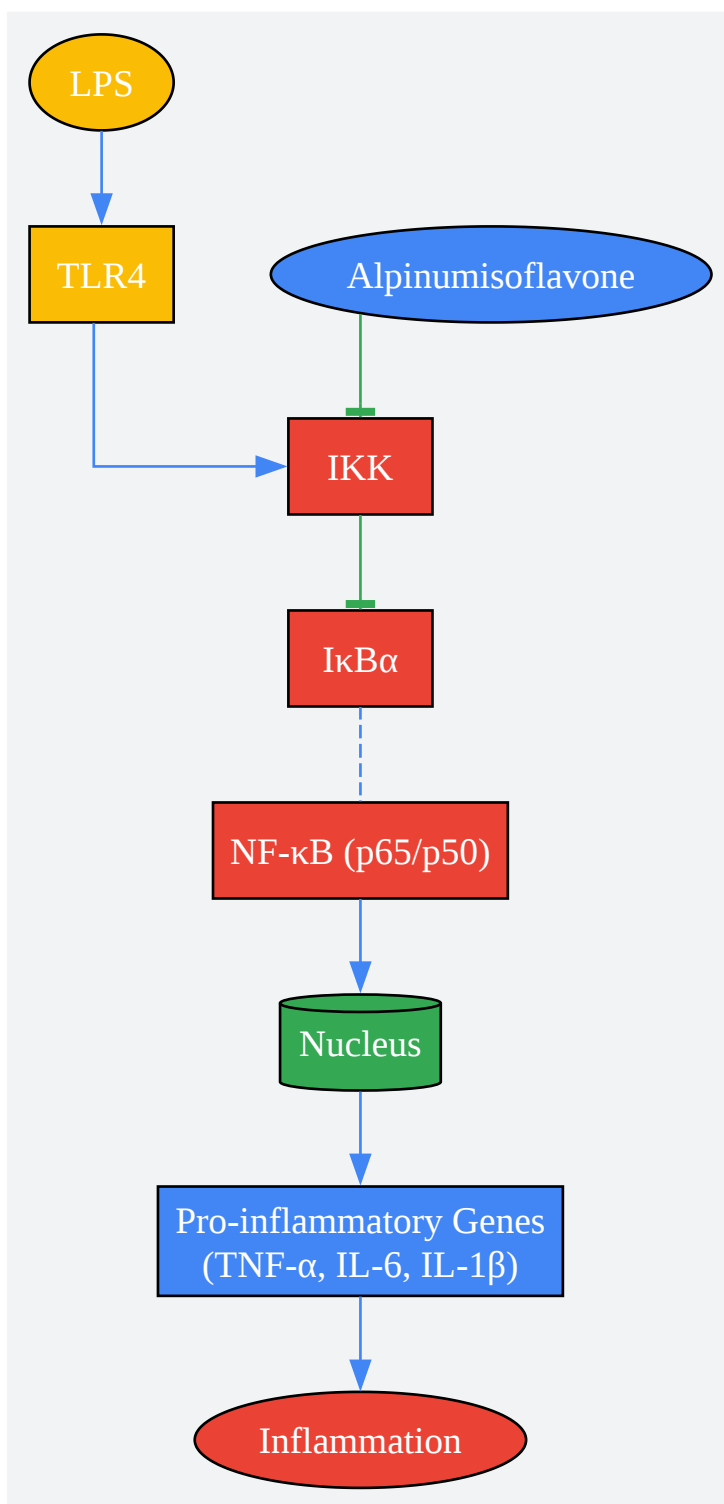 LPS
TLR4
Alpinumisoflavone
IKK
IκBα
NF-κB (p65/p50)
Nucleus
Pro-inflammatory Genes
(TNF-α, IL-6, IL-1β)
Inflammation